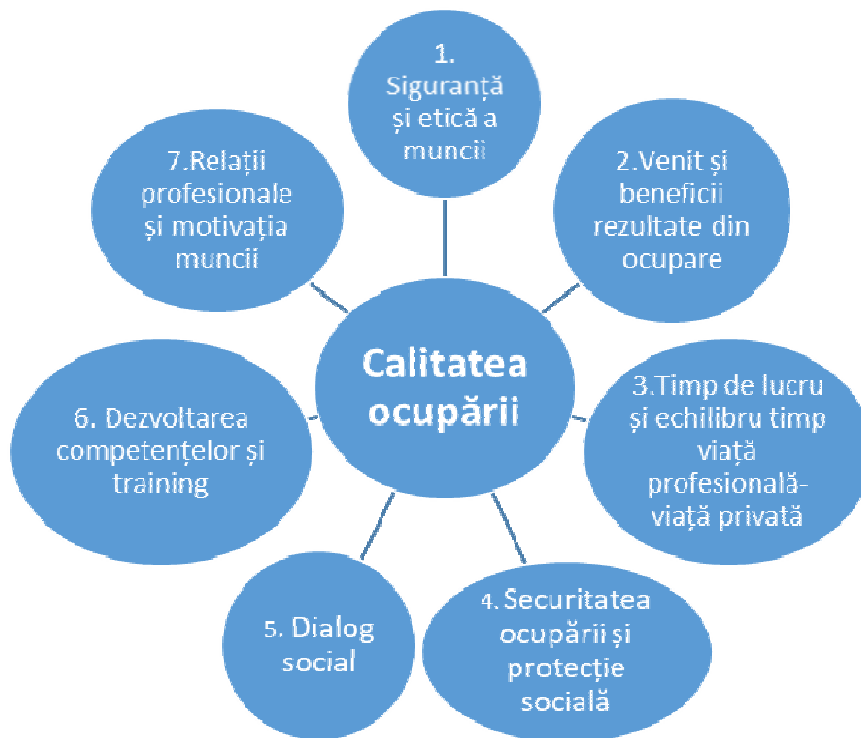 1.
Siguranță
și etică a
muncii
2.Venit și
beneficii
rezultate din
ocupare
3.Timp de lucru
și echilibru timp
viață
profesională-
viață privată
4. Securitatea
ocupării și
protecție
socială
5. Dialog
social
6. Dezvoltarea
competențelor și
training
7.Relații
profesionale
și motivația
muncii
Calitatea
ocupării